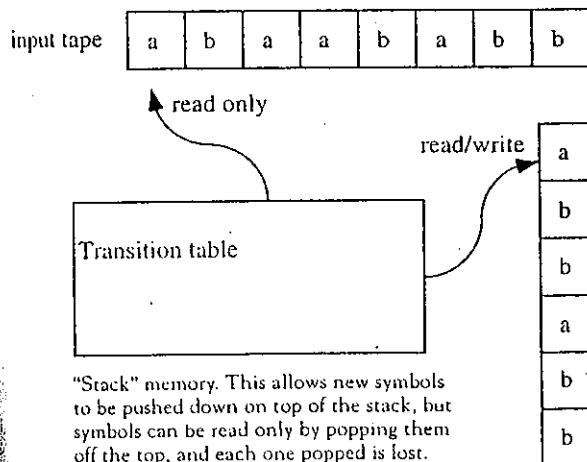 input tape a b a a b a b b
read only
read/write
a
b
Transition table
b
a
"Stack" memory. This allows new symbols
b
to be pushed down on top of the stack, but
symbols can be read only by popping them
b
off the top, and each one popped is lost.